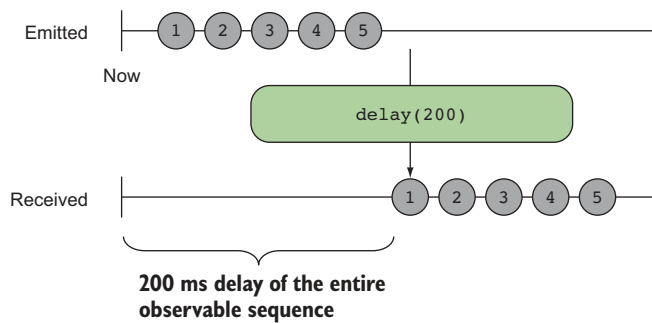 Emitted
1 2 3 4 5
Now
delay(200)
Received
1 2 3 4 5
200 ms delay of the entire
observable sequence